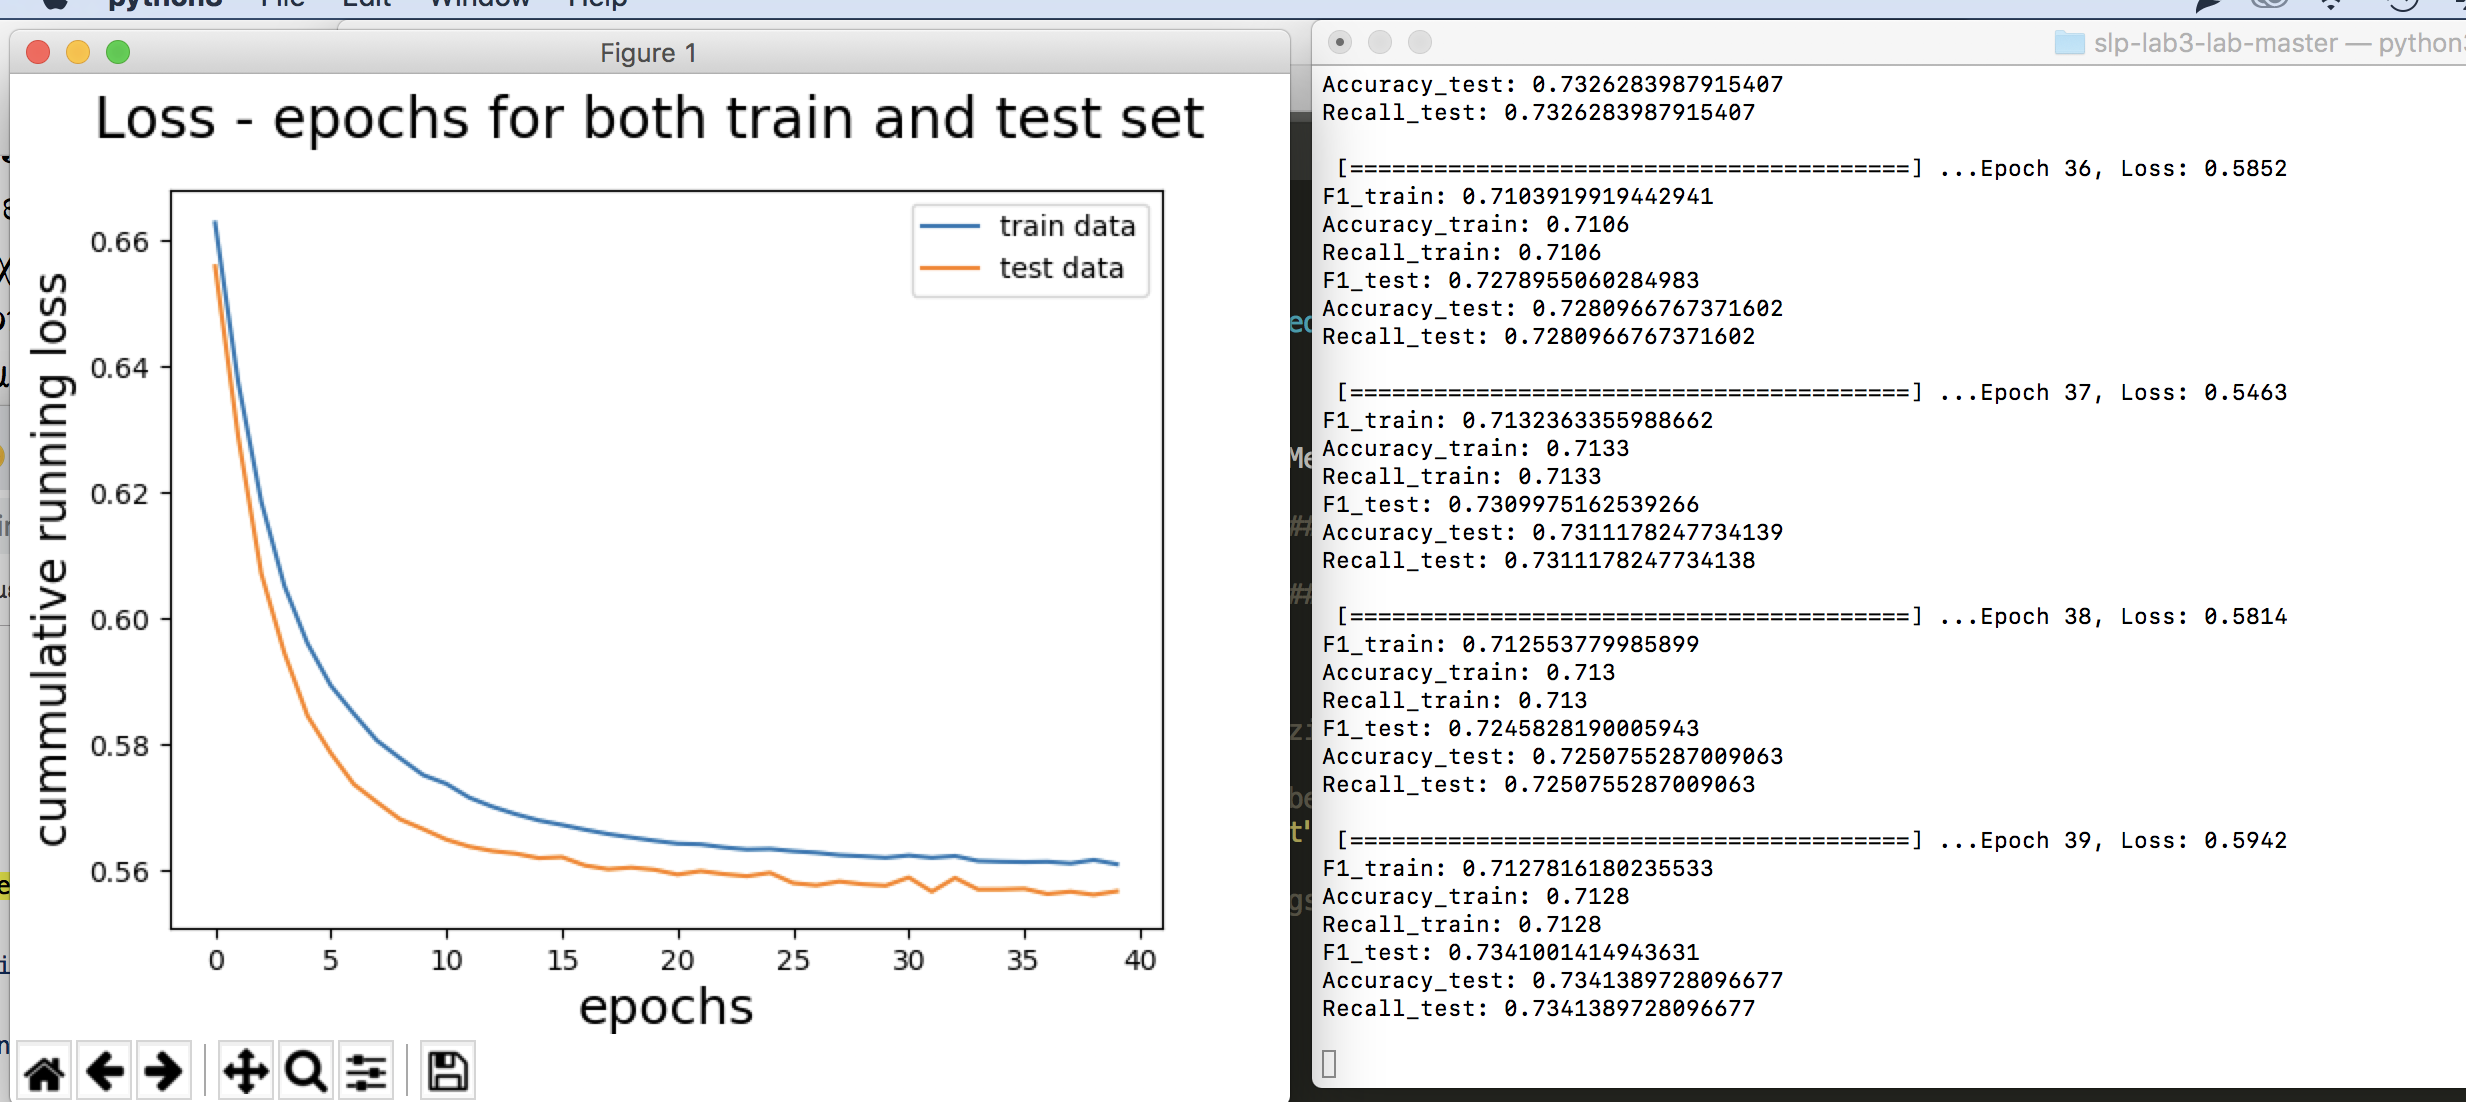 python3 File Edit Window Help
Figure 1
Loss - epochs for both train and test set
train data
test data
cummulative running loss
0.66
0.64
0.62
0.60
0.58
0.56
0 5 10 15 20 25 30 35 40
epochs
slp-lab3-lab-master — python3
Accuracy_test: 0.7326283987915407
Recall_test: 0.7326283987915407
[========================================] ...Epoch 36, Loss: 0.5852
F1_train: 0.7103919919442941
Accuracy_train: 0.7106
Recall_train: 0.7106
F1_test: 0.7278955060284983
Accuracy_test: 0.7280966767371602
Recall_test: 0.7280966767371602
[========================================] ...Epoch 37, Loss: 0.5463
F1_train: 0.7132363355988662
Accuracy_train: 0.7133
Recall_train: 0.7133
F1_test: 0.7309975162539266
Accuracy_test: 0.7311178247734139
Recall_test: 0.7311178247734138
[========================================] ...Epoch 38, Loss: 0.5814
F1_train: 0.712553779985899
Accuracy_train: 0.713
Recall_train: 0.713
F1_test: 0.7245828190005943
Accuracy_test: 0.7250755287009063
Recall_test: 0.7250755287009063
[========================================] ...Epoch 39, Loss: 0.5942
F1_train: 0.7127816180235533
Accuracy_train: 0.7128
Recall_train: 0.7128
F1_test: 0.7341001414943631
Accuracy_test: 0.7341389728096677
Recall_test: 0.7341389728096677